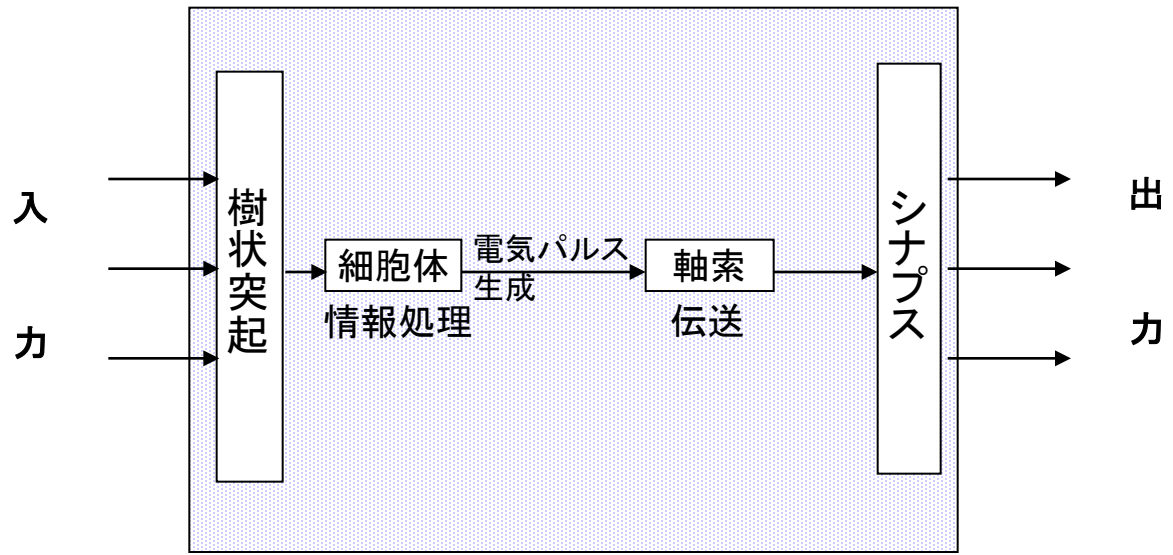 入力
樹状突起
細胞体
情報処理
電気パルス
生成
軸索
伝送
シナプス
出力